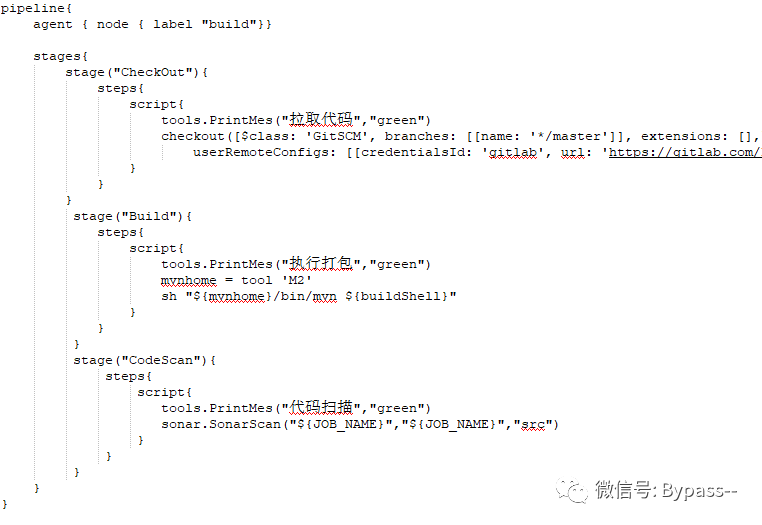 pipeline{
    agent { node { label "build"}}
    stages{
        stage("CheckOut"){
            steps{
                script{
                    tools.PrintMes("拉取代码","green")
                    checkout([$class: 'GitSCM', branches: [[name: '*/master']], extensions: [],
                        userRemoteConfigs: [[credentialsId: 'gitlab', url: 'https://gitlab.com/
                }
            }
        }
         stage("Build"){
            steps{
                script{
                    tools.PrintMes("执行打包","green")
                    mvnhome = tool 'M2'
                    sh "${mvnhome}/bin/mvn ${buildShell}"
                }
            }
         }
         stage("CodeScan"){
             steps{
                 script{
                    tools.PrintMes("代码扫描","green")
                    sonar.SonarScan("${JOB_NAME}","${JOB_NAME}","src")
                 }
             }
         }
    }
}
微信号: Bypass--